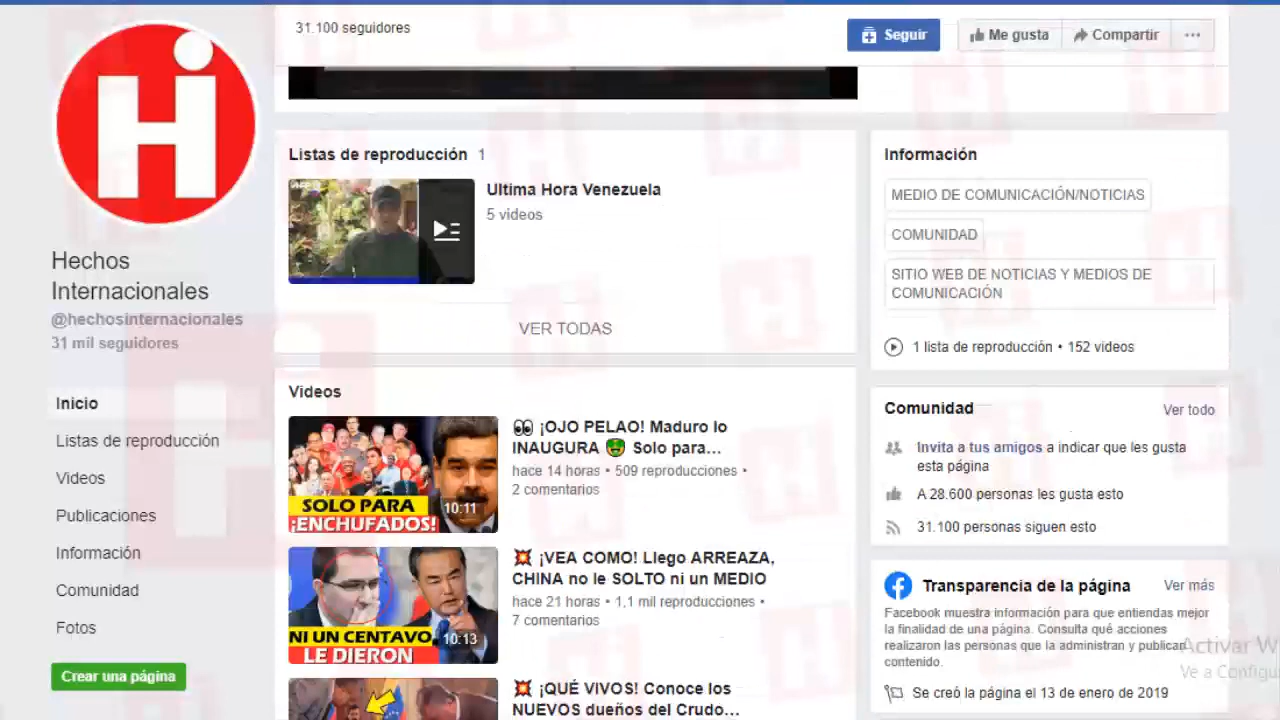 31.100 seguidores
Seguir
Me gusta
Compartir
Hi
Hechos
Internacionales
@hechosinternacionales
31 mil seguidores
Inicio
Listas de reproducción
Videos
Publicaciones
Información
Comunidad
Fotos
Crear una página
Listas de reproducción 1
Ultima Hora Venezuela
5 videos
VER TODAS
Videos
SOLO PARA
¡ENCHUFADOS!
10:11
👀 ¡OJO PELAO! Maduro lo
INAUGURA 🤑 Solo para...
hace 14 horas • 509 reproducciones •
2 comentarios
NI UN CENTAVO
LE DIERON
10:13
💥 ¡VEA COMO! Llego ARREAZA,
CHINA no le SOLTO ni un MEDIO
hace 21 horas • 1,1 mil reproducciones •
7 comentarios
💥 ¡QUÉ VIVOS! Conoce los
NUEVOS dueños del Crudo...
Información
MEDIO DE COMUNICACIÓN/NOTICIAS
COMUNIDAD
SITIO WEB DE NOTICIAS Y MEDIOS DE
COMUNICACIÓN
1 lista de reproducción • 152 videos
Comunidad
Ver todo
Invita a tus amigos a indicar que les gusta
esta página
A 28.600 personas les gusta esto
31.100 personas siguen esto
Transparencia de la página
Ver más
Facebook muestra información para que entiendas mejor
la finalidad de una página. Consulta qué acciones
realizaron las personas que la administran y publican
contenido.
Se creó la página el 13 de enero de 2019
Activar W
Ve a Configu